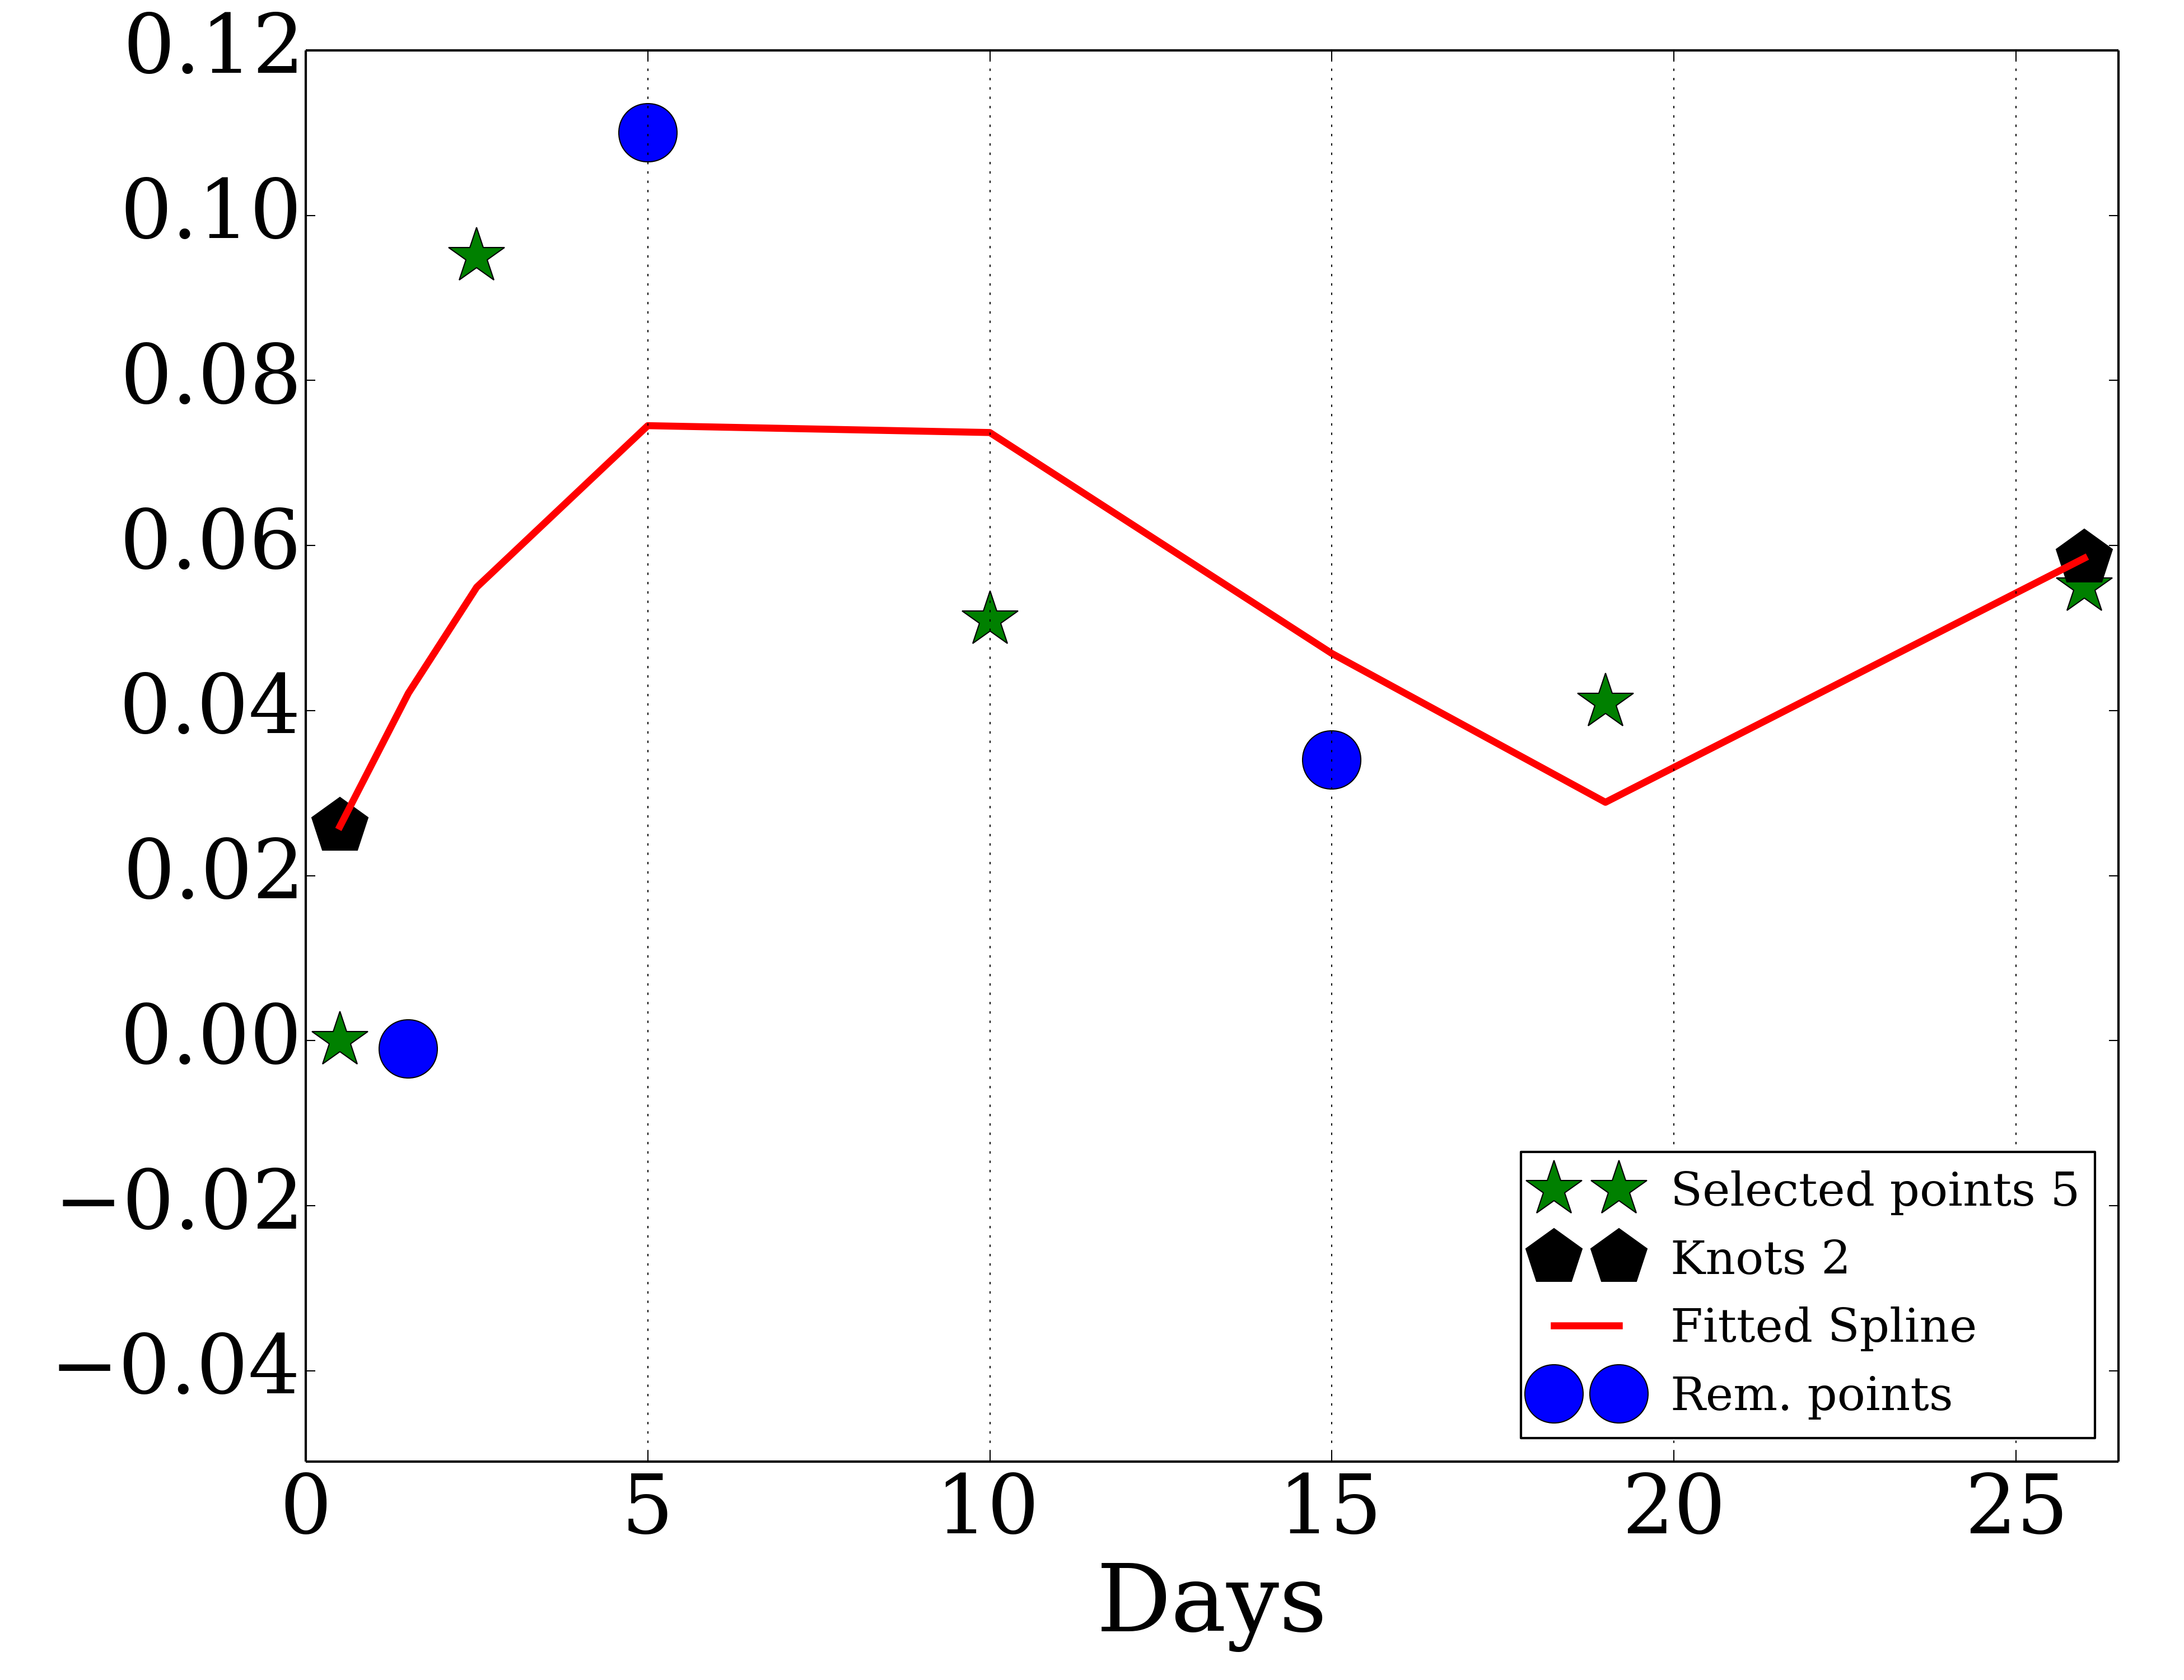 0.12
0.10
0.08
0.06
0.04
0.02
0.00
−0.02
−0.04
0 5 10 15 20 25
Days
Selected points 5
Knots 2
Fitted Spline
Rem. points